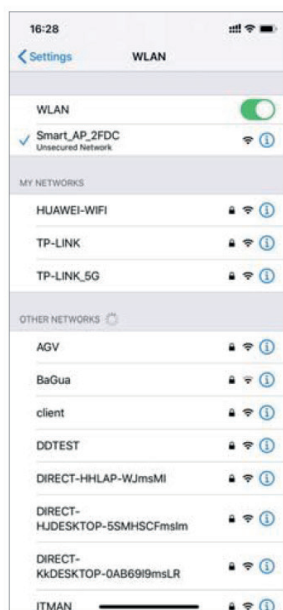 16:28
Settings
WLAN
WLAN
Smart_AP_2FDC
Unsecured Network
MY NETWORKS
HUAWEI-WIFI
TP-LINK
TP-LINK_5G
OTHER NETWORKS
AGV
BaGua
client
DDTEST
DIRECT-HHLAP-WJmsMI
DIRECT-
HJDESKTOP-5SMHSCFmsIm
DIRECT-
KkDESKTOP-0AB69I9msLR
ITMAN